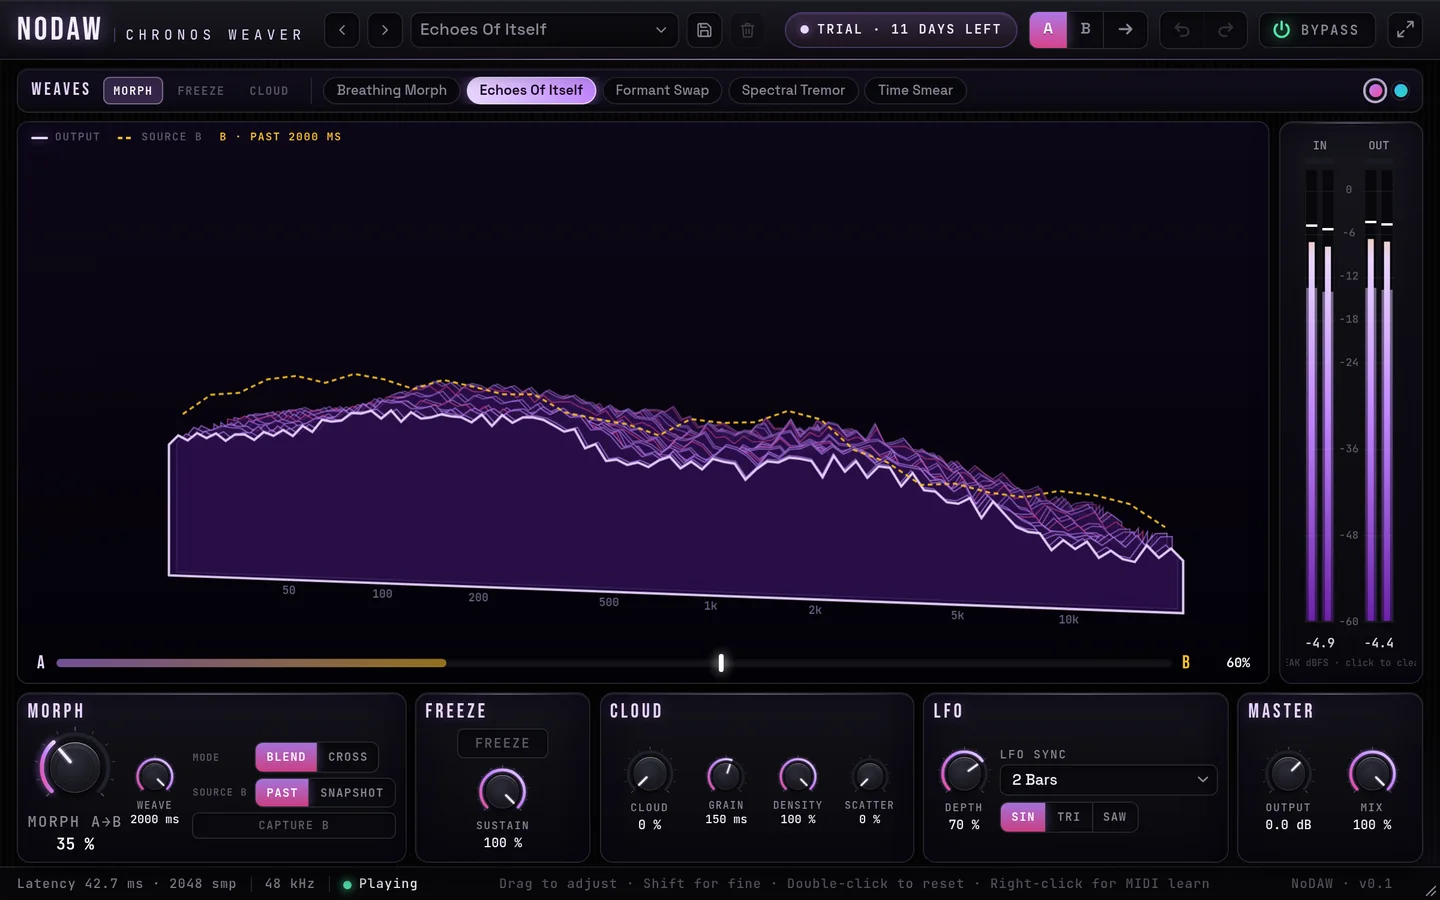 NODAW | CHRONOS WEAVER
Echoes Of Itself
TRIAL · 11 DAYS LEFT
A B →
BYPASS
WEAVES MORPH FREEZE CLOUD
Breathing Morph Echoes Of Itself Formant Swap Spectral Tremor Time Smear
OUTPUT SOURCE B B · PAST 2000 MS
50 100 200 500 1k 2k 5k 10k
A B 60%
IN OUT
0
-6
-12
-18
-24
-36
-48
-60
-4.9 -4.4
dBFS · click to
MORPH
MORPH A→B
35 %
WEAVE
2000 ms
MODE BLEND CROSS
SOURCE B PAST SNAPSHOT
CAPTURE B
FREEZE
FREEZE
SUSTAIN
100 %
CLOUD
CLOUD GRAIN DENSITY SCATTER
0 % 150 ms 100 % 0 %
LFO
DEPTH
70 %
LFO SYNC
2 Bars
SIN TRI SAW
MASTER
OUTPUT MIX
0.0 dB 100 %
Latency 42.7 ms · 2048 smp 48 kHz Playing
Drag to adjust · Shift for fine · Double-click to reset · Right-click for MIDI learn
NoDAW · v0.1